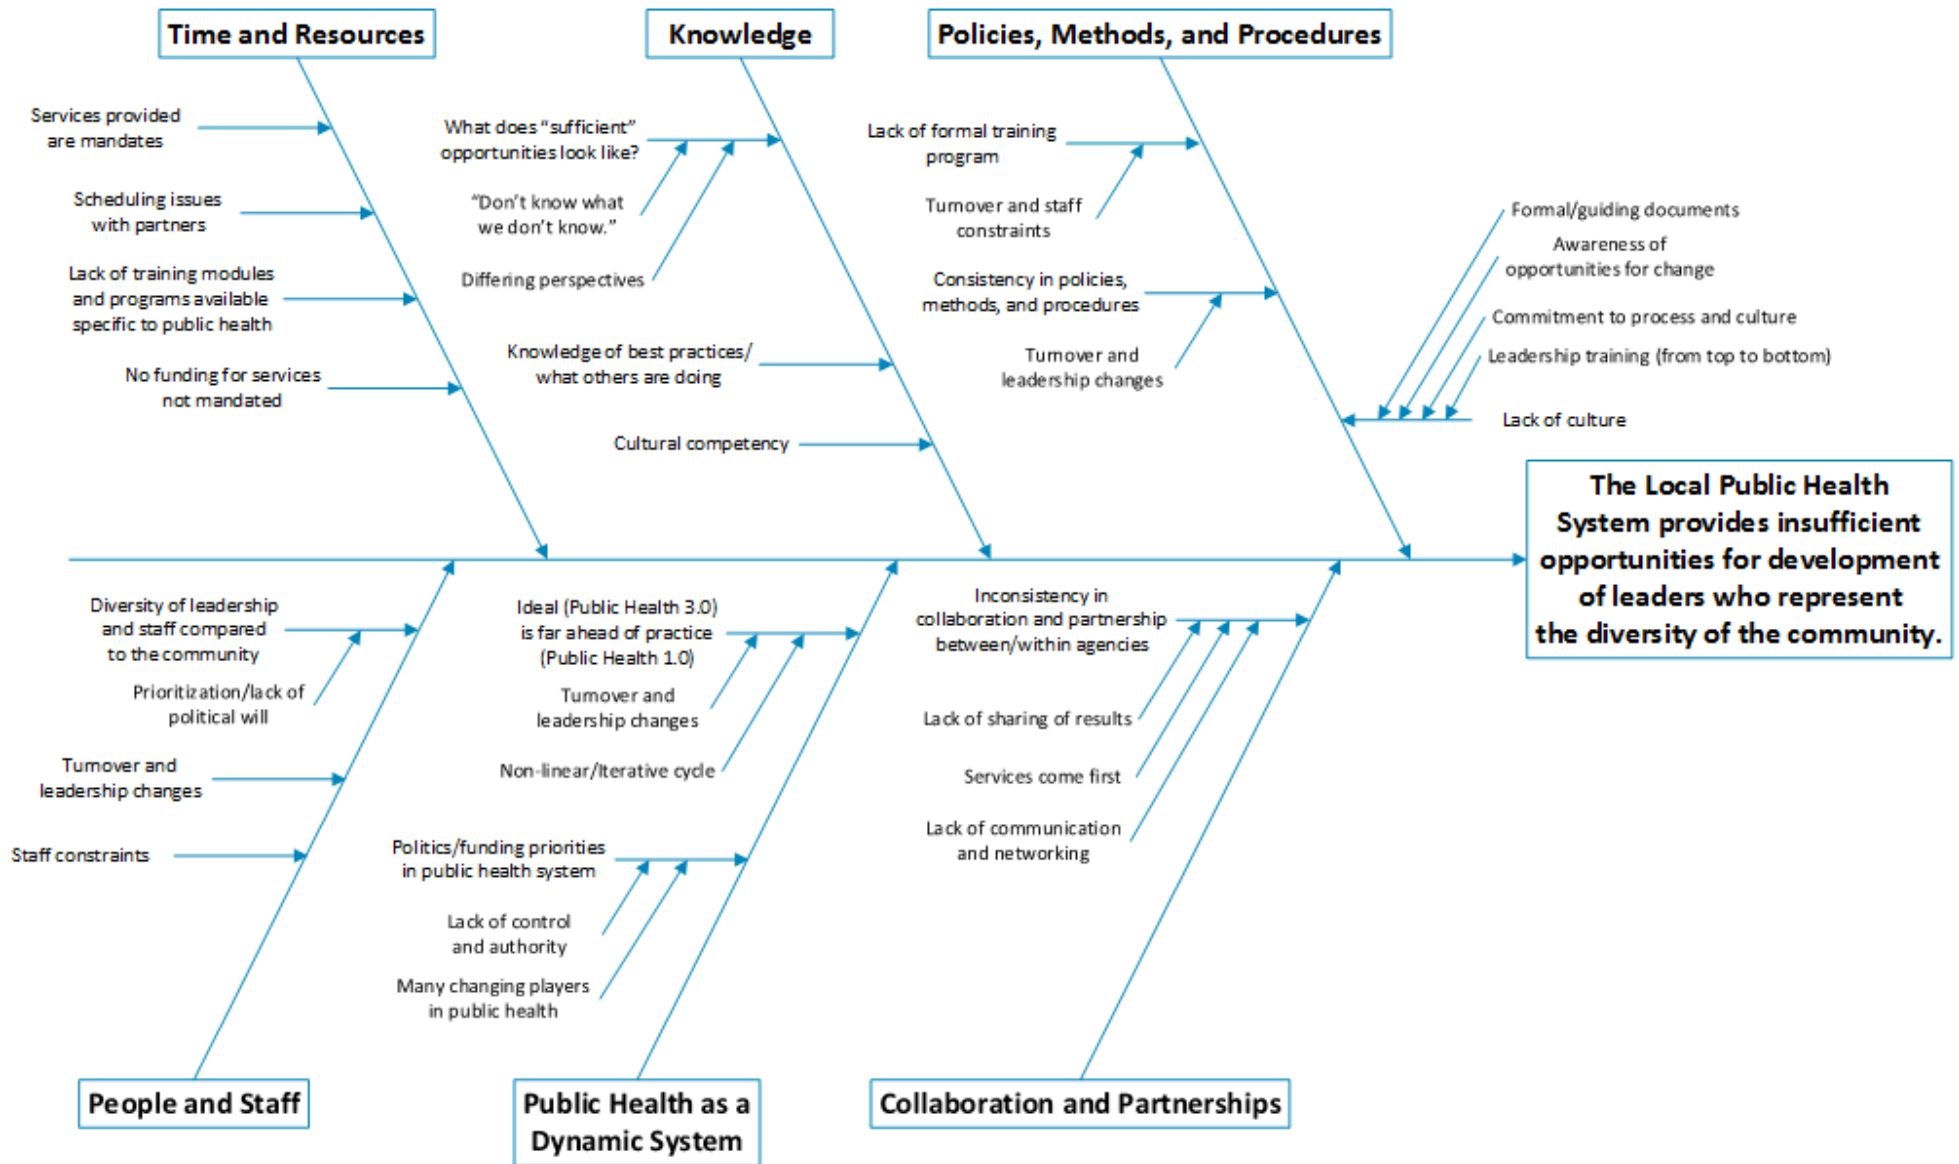 Time and Resources
Knowledge
Policies, Methods, and Procedures
Services provided
are mandates
Scheduling issues
with partners
Lack of training modules
and programs available
specific to public health
No funding for services
not mandated
What does “sufficient”
opportunities look like?
“Don’t know what
we don’t know.”
Differing perspectives
Knowledge of best practices/
what others are doing
Cultural competency
Lack of formal training
program
Turnover and staff
constraints
Consistency in policies,
methods, and procedures
Turnover and
leadership changes
Formal/guiding documents
Awareness of
opportunities for change
Commitment to process and culture
Leadership training (from top to bottom)
Lack of culture
The Local Public Health
System provides insufficient
opportunities for development
of leaders who represent
the diversity of the community.
Diversity of leadership
and staff compared
to the community
Prioritization/lack of
political will
Turnover and
leadership changes
Staff constraints
Ideal (Public Health 3.0)
is far ahead of practice
(Public Health 1.0)
Turnover and
leadership changes
Non-linear/Iterative cycle
Politics/funding priorities
in public health system
Lack of control
and authority
Many changing players
in public health
Inconsistency in
collaboration and partnership
between/within agencies
Lack of sharing of results
Services come first
Lack of communication
and networking
People and Staff
Public Health as a
Dynamic System
Collaboration and Partnerships